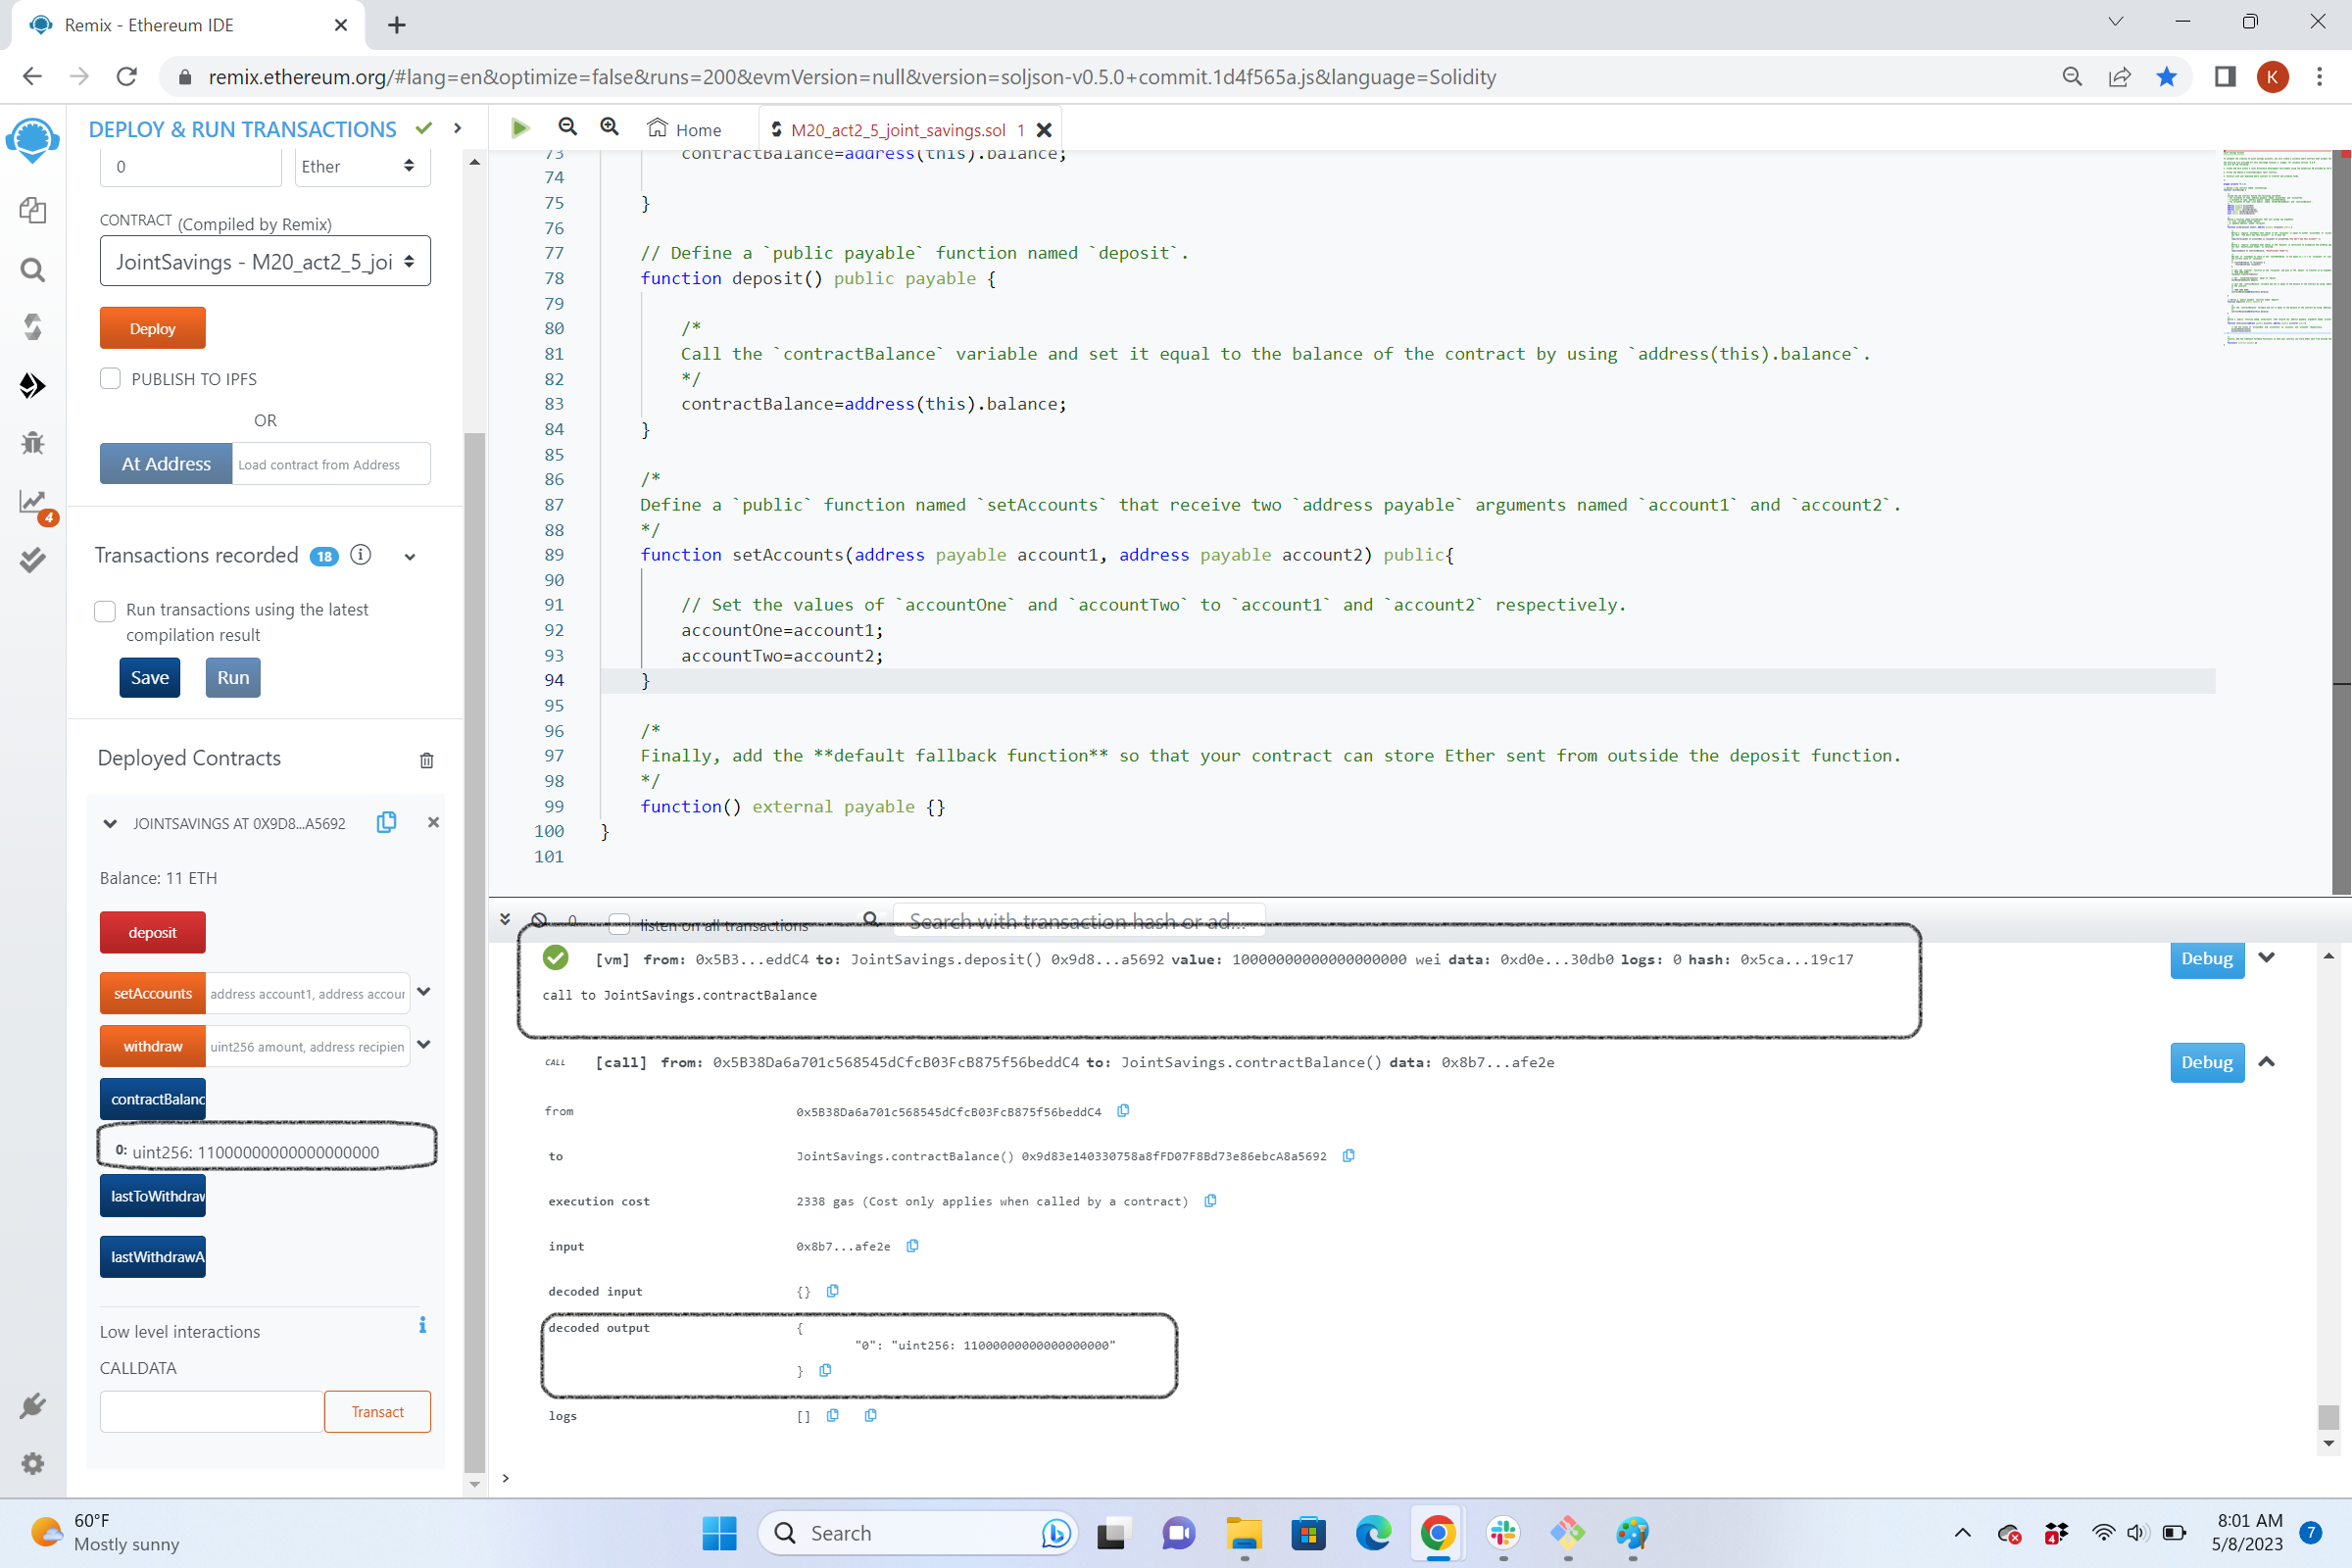 Remix - Ethereum IDE
remix.ethereum.org/#lang=en&optimize=false&runs=200&evmVersion=null&version=soljson-v0.5.0+commit.1d4f565a.js&language=Solidity
K
DEPLOY & RUN TRANSACTIONS
0
Ether
CONTRACT (Compiled by Remix)
JointSavings - M20_act2_5_joi
Deploy
PUBLISH TO IPFS
OR
At Address
Load contract from Address
4
Transactions recorded 18 i
Run transactions using the latest
compilation result
Save
Run
Deployed Contracts
JOINTSAVINGS AT 0X9D8...A5692
Balance: 11 ETH
deposit
setAccounts
address account1, address accour
withdraw
uint256 amount, address recipien
contractBalanc
0: uint256: 11000000000000000000
lastToWithdraw
lastWithdrawA
Low level interactions
i
CALLDATA
Transact
Home
M20_act2_5_joint_savings.sol 1
73 contractBalance=address(this).balance;
74
75 }
76
77 // Define a `public payable` function named `deposit`.
78 function deposit() public payable {
79
80 /*
81 Call the `contractBalance` variable and set it equal to the balance of the contract by using `address(this).balance`.
82 */
83 contractBalance=address(this).balance;
84 }
85
86 /*
87 Define a `public` function named `setAccounts` that receive two `address payable` arguments named `account1` and `account2`.
88 */
89 function setAccounts(address payable account1, address payable account2) public{
90
91 // Set the values of `accountOne` and `accountTwo` to `account1` and `account2` respectively.
92 accountOne=account1;
93 accountTwo=account2;
94 }
95
96 /*
97 Finally, add the **default fallback function** so that your contract can store Ether sent from outside the deposit function.
98 */
99 function() external payable {}
100 }
101
0 listen on all transactions
Search with transaction hash or ad...
[vm] from: 0x5B3...eddC4 to: JointSavings.deposit() 0x9d8...a5692 value: 10000000000000000000 wei data: 0xd0e...30db0 logs: 0 hash: 0x5ca...19c17
Debug
call to JointSavings.contractBalance
CALL [call] from: 0x5B38Da6a701c568545dCfcB03FcB875f56beddC4 to: JointSavings.contractBalance() data: 0x8b7...afe2e
Debug
from 0x5B38Da6a701c568545dCfcB03FcB875f56beddC4
to JointSavings.contractBalance() 0x9d83e140330758a8fFD07F8Bd73e86ebcA8a5692
execution cost 2338 gas (Cost only applies when called by a contract)
input 0x8b7...afe2e
decoded input {}
decoded output {
"0": "uint256: 11000000000000000000"
}
logs []
>
60°F
Mostly sunny
Search
4
8:01 AM
5/8/2023
7